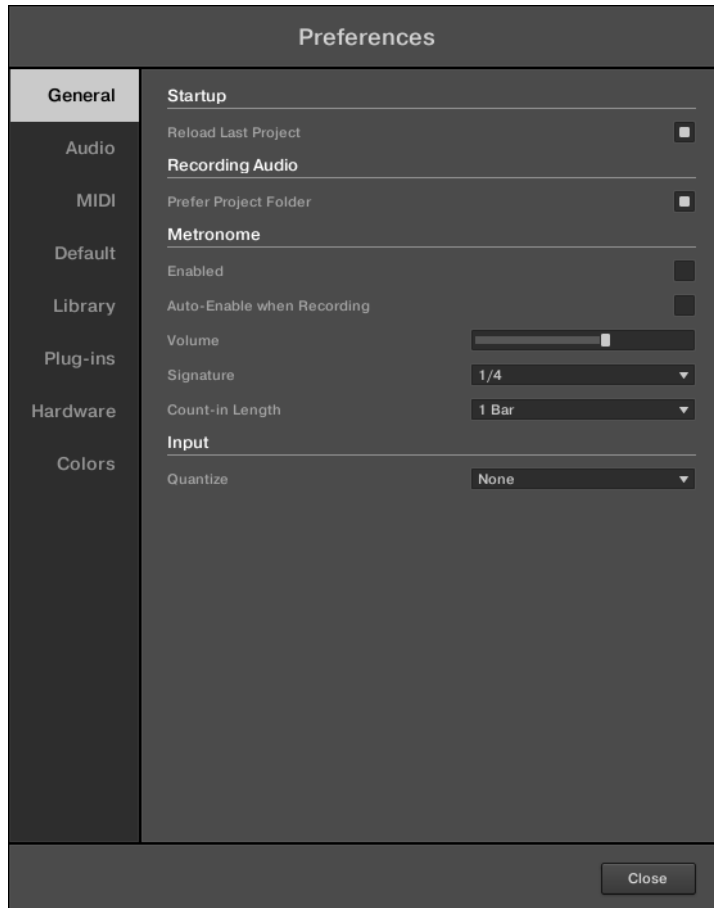 Preferences
General
Audio
MIDI
Default
Library
Plug-ins
Hardware
Colors
Startup
Reload Last Project
Recording Audio
Prefer Project Folder
Metronome
Enabled
Auto-Enable when Recording
Volume
Signature 1/4
Count-in Length 1 Bar
Input
Quantize None
Close